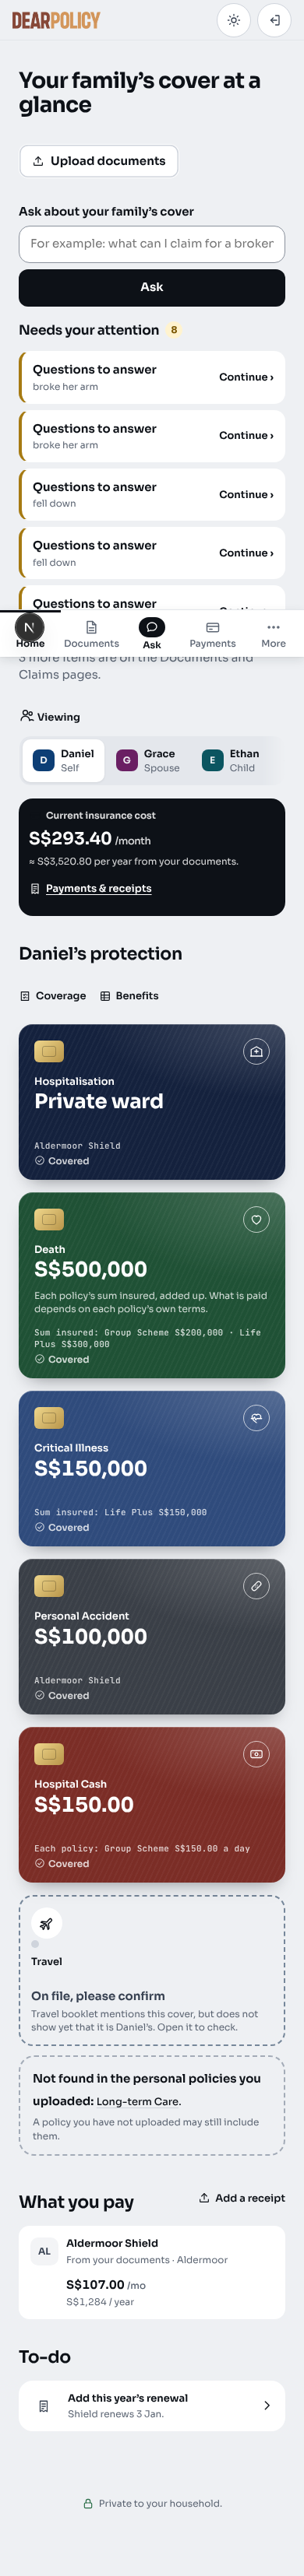 DEARPOLICY
Your family’s cover at a
glance
Upload documents
Ask about your family’s cover
For example: what can I claim for a broken
Ask
Needs your attention 8
Questions to answer
broke her arm
Continue ›
Questions to answer
broke her arm
Continue ›
Questions to answer
fell down
Continue ›
Questions to answer
fell down
Continue ›
Questions to answer
N
Home
Documents
Ask
Payments
More
3 more items are on the Documents and
Claims pages.
Viewing
D
Daniel
Self
G
Grace
Spouse
E
Ethan
Child
Current insurance cost
S$293.40 /month
≈ S$3,520.80 per year from your documents.
Payments & receipts
Daniel’s protection
Coverage
Benefits
Hospitalisation
Private ward
Aldermoor Shield
Covered
Death
S$500,000
Each policy’s sum insured, added up. What is paid
depends on each policy’s own terms.
Sum insured: Group Scheme S$200,000 · Life
Plus S$300,000
Covered
Critical Illness
S$150,000
Sum insured: Life Plus S$150,000
Covered
Personal Accident
S$100,000
Aldermoor Shield
Covered
Hospital Cash
S$150.00
Each policy: Group Scheme S$150.00 a day
Covered
Travel
On file, please confirm
Travel booklet mentions this cover, but does not
show yet that it is Daniel’s. Open it to check.
Not found in the personal policies you
uploaded: Long-term Care.
A policy you have not uploaded may still include
them.
What you pay
Add a receipt
AL
Aldermoor Shield
From your documents · Aldermoor
S$107.00 /mo
S$1,284 / year
To-do
Add this year’s renewal
Shield renews 3 Jan.
Private to your household.